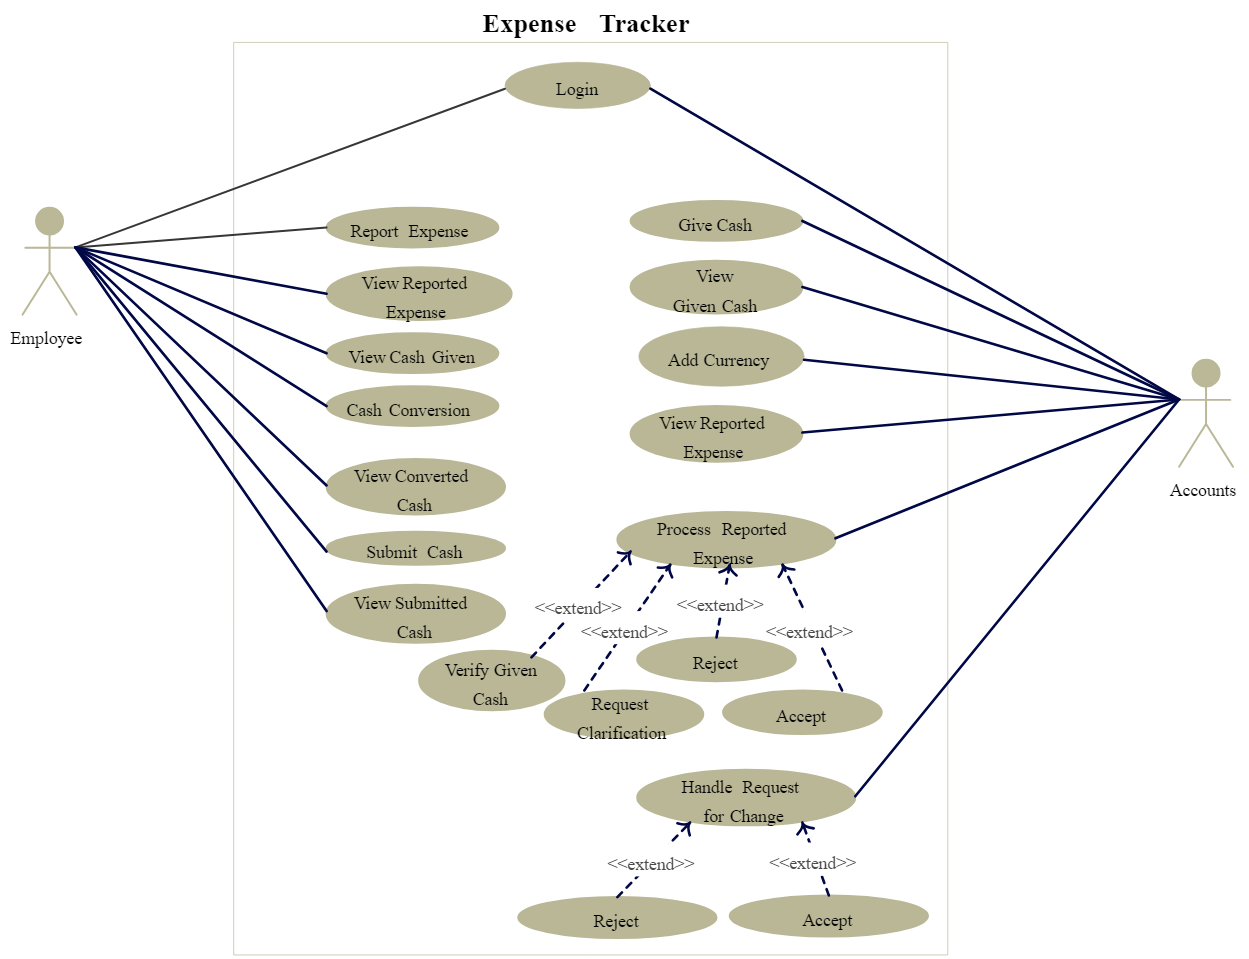 Expense Tracker
Login
Report Expense
View Reported
Expense
View Cash Given
Cash Conversion
View Converted
Cash
Submit Cash
View Submitted
Cash
Employee
Give Cash
View
Given Cash
Add Currency
View Reported
Expense
Accounts
Process Reported
Expense
<<extend>>
<<extend>>
<<extend>>
<<extend>>
Verify Given
Cash
Request
Clarification
Reject
Accept
Handle Request
for Change
<<extend>>
<<extend>>
Reject
Accept